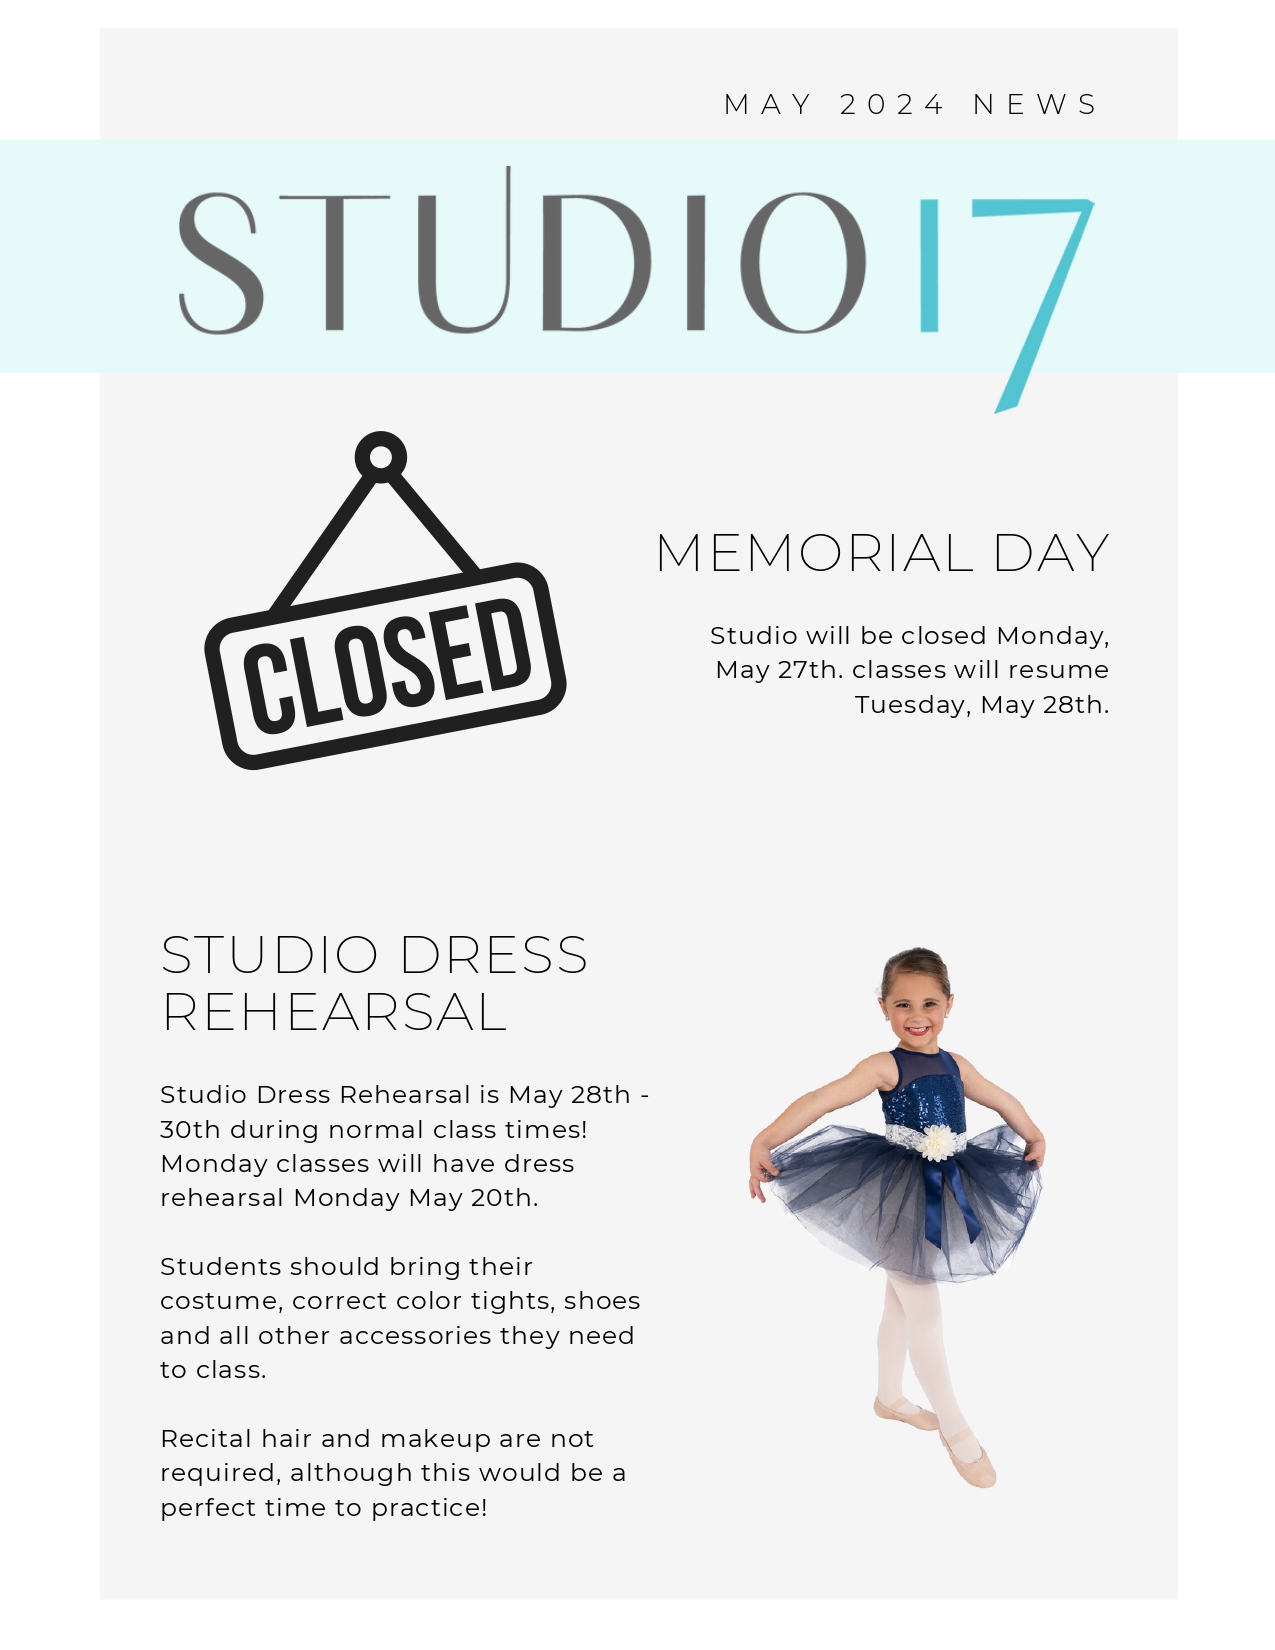 MAY 2024 NEWS
STUDIO 17
CLOSED
MEMORIAL DAY
Studio will be closed Monday,
May 27th. classes will resume
Tuesday, May 28th.
STUDIO DRESS
REHEARSAL
Studio Dress Rehearsal is May 28th -
30th during normal class times!
Monday classes will have dress
rehearsal Monday May 20th.
Students should bring their
costume, correct color tights, shoes
and all other accessories they need
to class.
Recital hair and makeup are not
required, although this would be a
perfect time to practice!